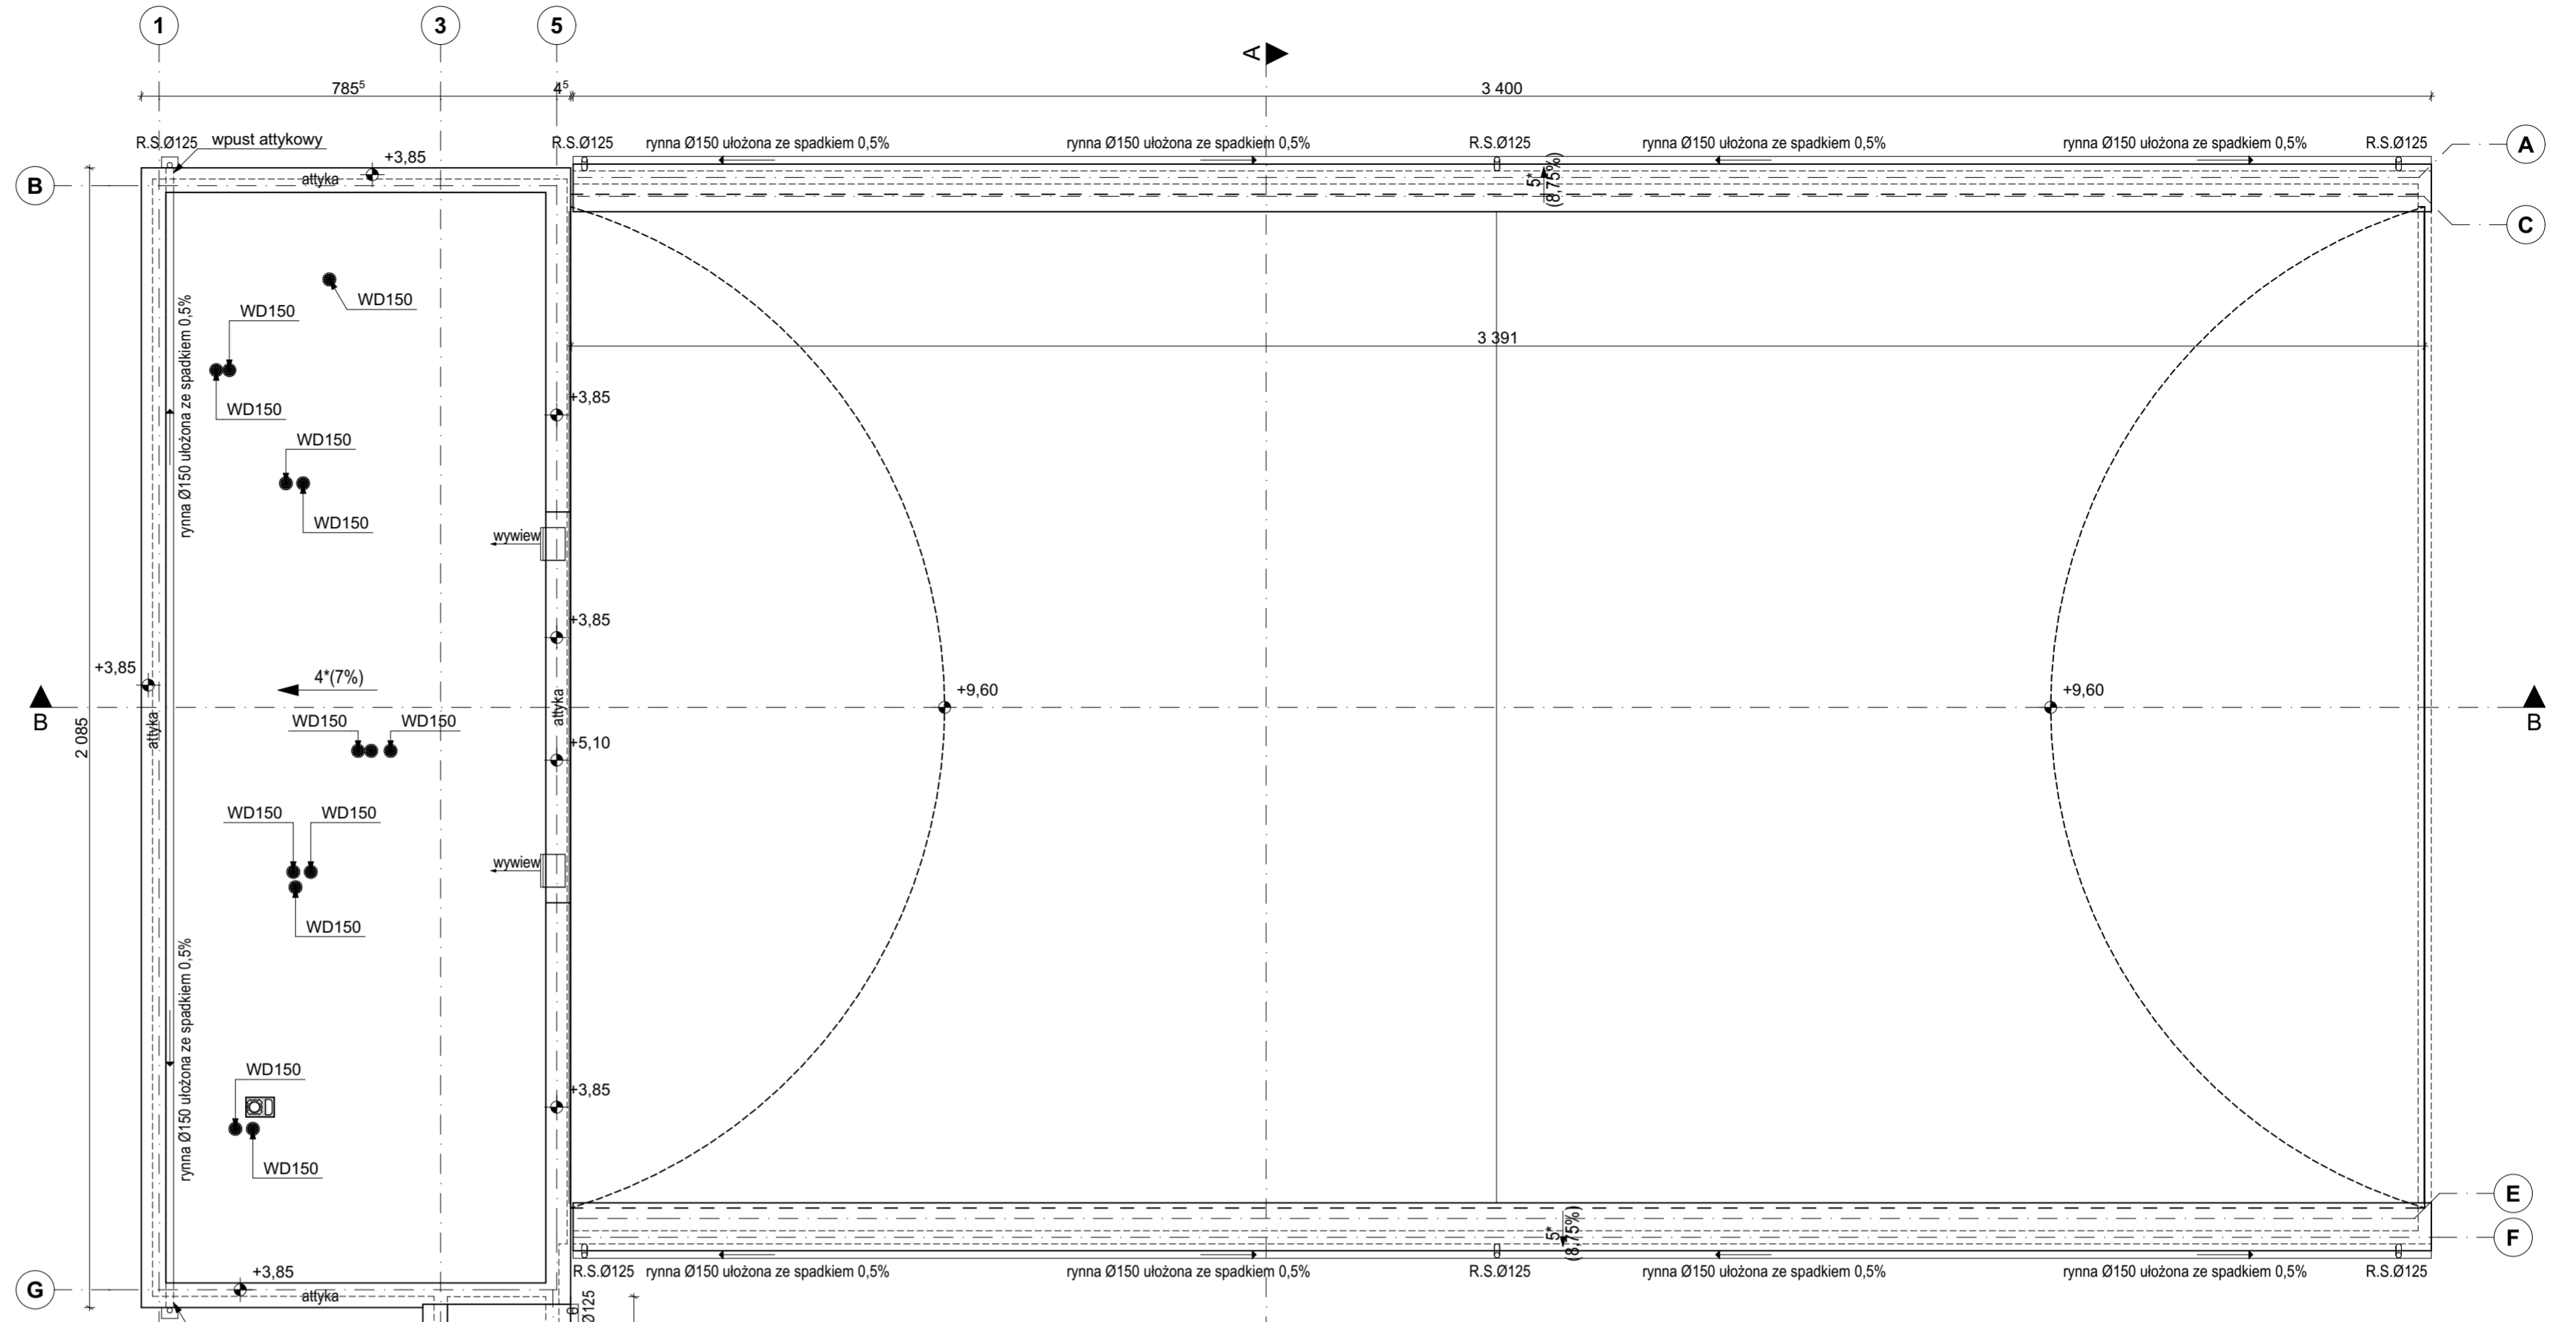 1
3
5
A
785⁵
4⁵
3 400
R.S.Ø125
wpust attykowy
+3,85
R.S.Ø125
rynna Ø150 ułożona ze spadkiem 0,5%
rynna Ø150 ułożona ze spadkiem 0,5%
R.S.Ø125
rynna Ø150 ułożona ze spadkiem 0,5%
rynna Ø150 ułożona ze spadkiem 0,5%
R.S.Ø125
A
B
attyka
5*
(8,75%)
C
WD150
WD150
rynna Ø150 ułożona ze spadkiem 0,5%
3 391
WD150
+3,85
WD150
WD150
wywiew
+3,85
+3,85
4*(7%)
+9,60
+9,60
B
B
2 085
attyka
attyka
WD150
WD150
+5,10
WD150
WD150
wywiew
WD150
rynna Ø150 ułożona ze spadkiem 0,5%
WD150
+3,85
WD150
E
5*
(8,75%)
F
G
+3,85
attyka
R.S.Ø125
rynna Ø150 ułożona ze spadkiem 0,5%
rynna Ø150 ułożona ze spadkiem 0,5%
R.S.Ø125
rynna Ø150 ułożona ze spadkiem 0,5%
rynna Ø150 ułożona ze spadkiem 0,5%
R.S.Ø125
Ø125